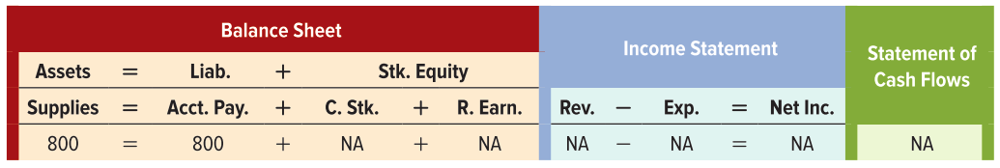 Balance Sheet
Income Statement
Statement of
Cash Flows
Assets = Liab. + Stk. Equity
Supplies = Acct. Pay. + C. Stk. + R. Earn. Rev. — Exp. = Net Inc.
800 = 800 + NA + NA NA — NA = NA NA